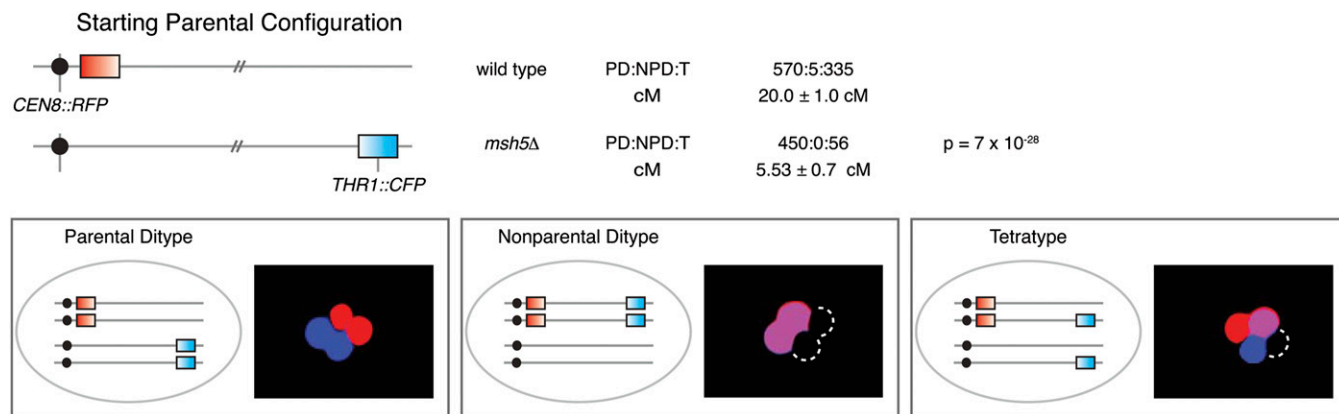 Starting Parental Configuration
CEN8::RFP
THR1::CFP
wild type PD:NPD:T 570:5:335
cM 20.0 ± 1.0 cM
msh5Δ PD:NPD:T 450:0:56 p = 7 x 10⁻²⁸
cM 5.53 ± 0.7 cM
Parental Ditype
Nonparental Ditype
Tetratype